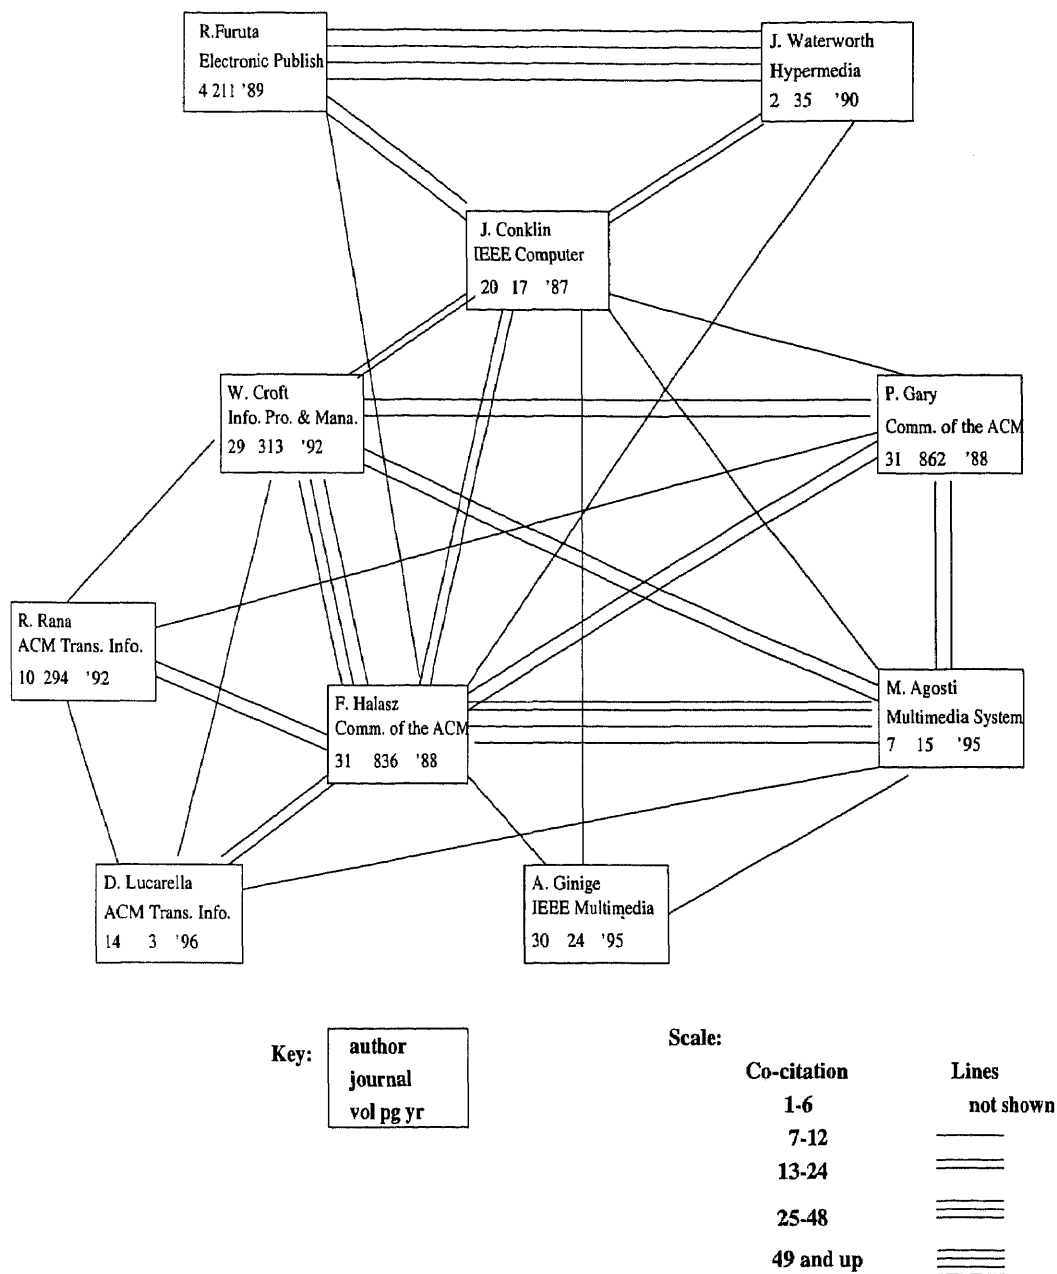 R.Furuta
Electronic Publish
4 211 '89
J. Waterworth
Hypermedia
2 35 '90
J. Conklin
IEEE Computer
20 17 '87
W. Croft
Info. Pro. & Mana.
29 313 '92
P. Gary
Comm. of the ACM
31 862 '88
R. Rana
ACM Trans. Info.
10 294 '92
F. Halasz
Comm. of the ACM
31 836 '88
M. Agosti
Multimedia System
7 15 '95
D. Lucarella
ACM Trans. Info.
14 3 '96
A. Ginige
IEEE Multimedia
30 24 '95
Key:
author
journal
vol pg yr
Scale:
Co-citation Lines
1-6 not shown
7-12
13-24
25-48
49 and up